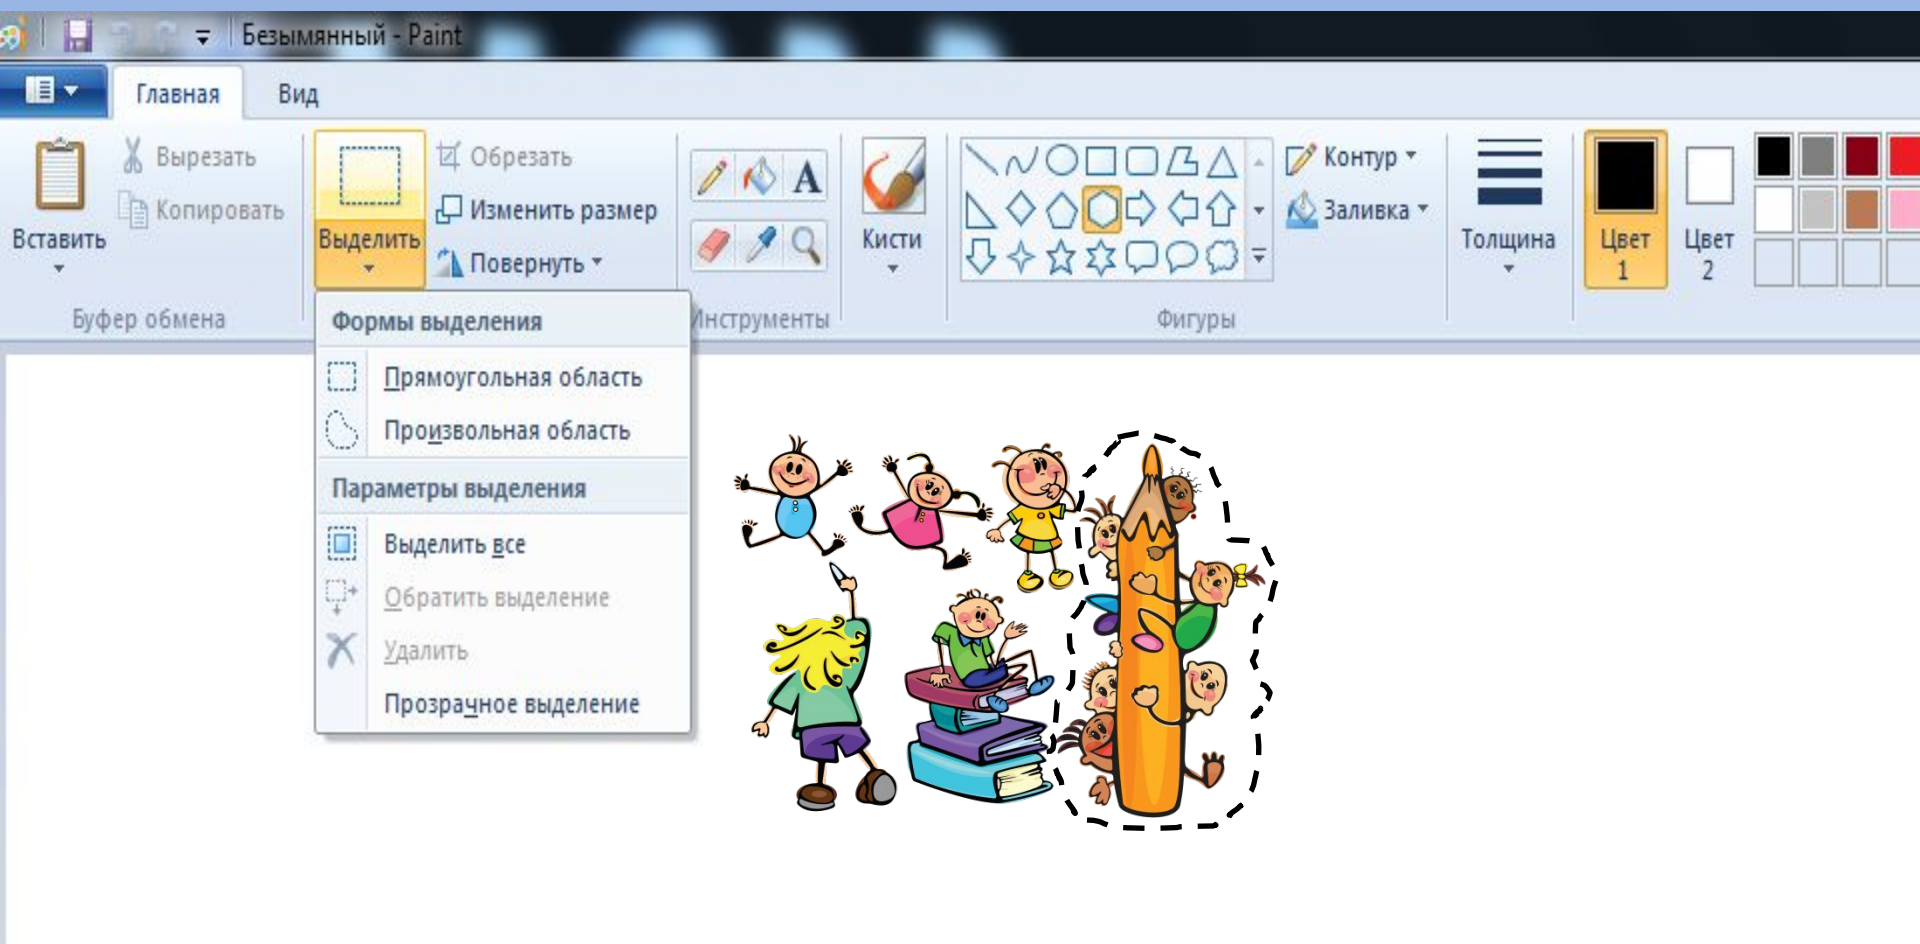 Безымянный - Paint
Главная
Вид
Вставить
Вырезать
Копировать
Буфер обмена
Выделить
Обрезать
Изменить размер
Повернуть
A
Инструменты
Кисти
Контур
Заливка
Фигуры
Толщина
Цвет
1
Цвет
2
Формы выделения
Прямоугольная область
Произвольная область
Параметры выделения
Выделить все
Обратить выделение
Удалить
Прозрачное выделение